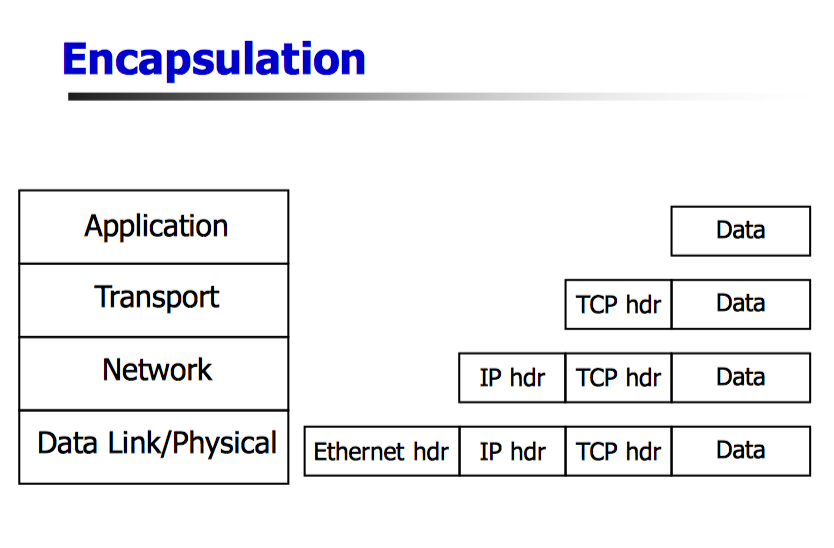 Encapsulation
Application
Data
Transport
TCP hdr Data
Network
IP hdr TCP hdr Data
Data Link/Physical
Ethernet hdr IP hdr TCP hdr Data